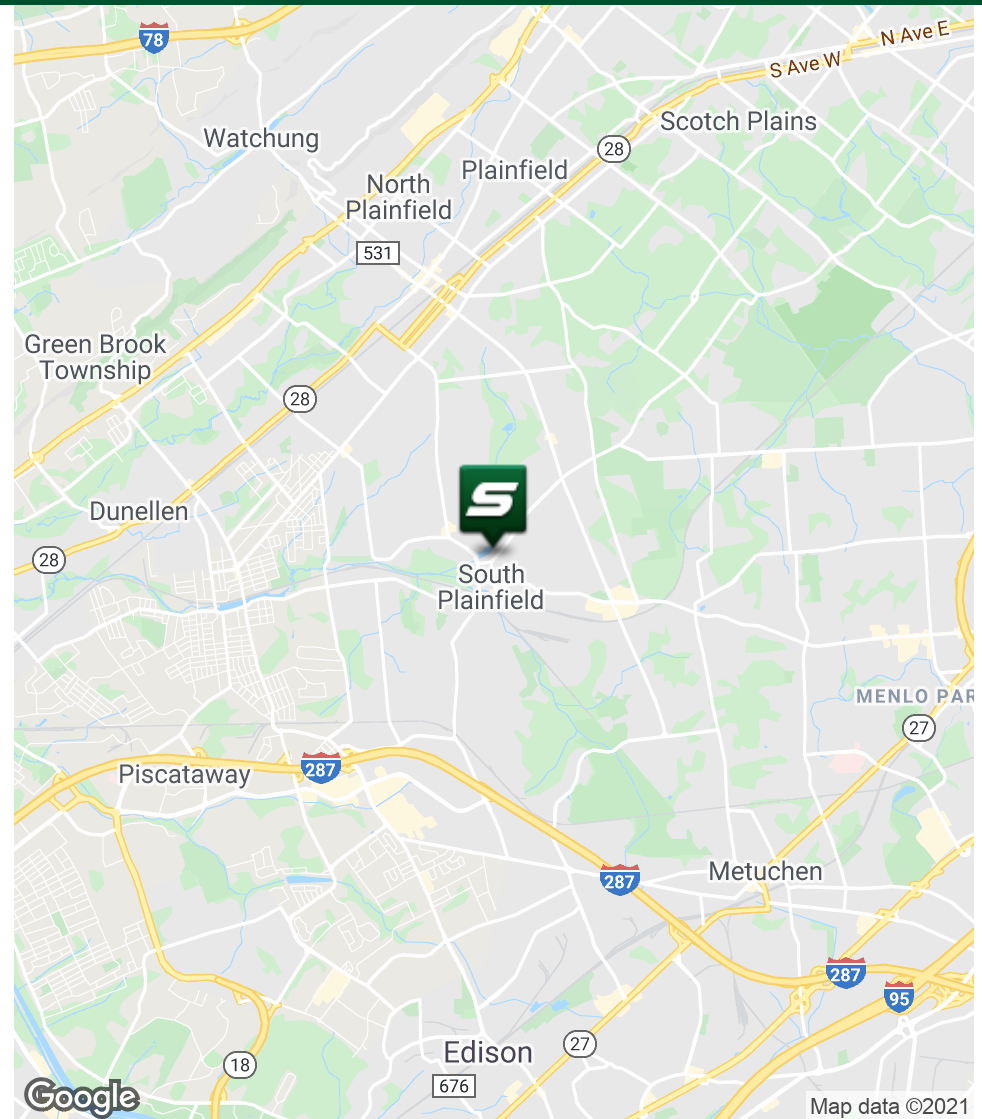 78
N Ave E
S Ave W
Scotch Plains
Watchung
28
Plainfield
North
Plainfield
531
Green Brook
Township
28
S
Dunellen
28
South
Plainfield
MENLO PAR
27
Piscataway
287
Metuchen
287
287
95
27
Edison
18
676
Google
Map data ©2021